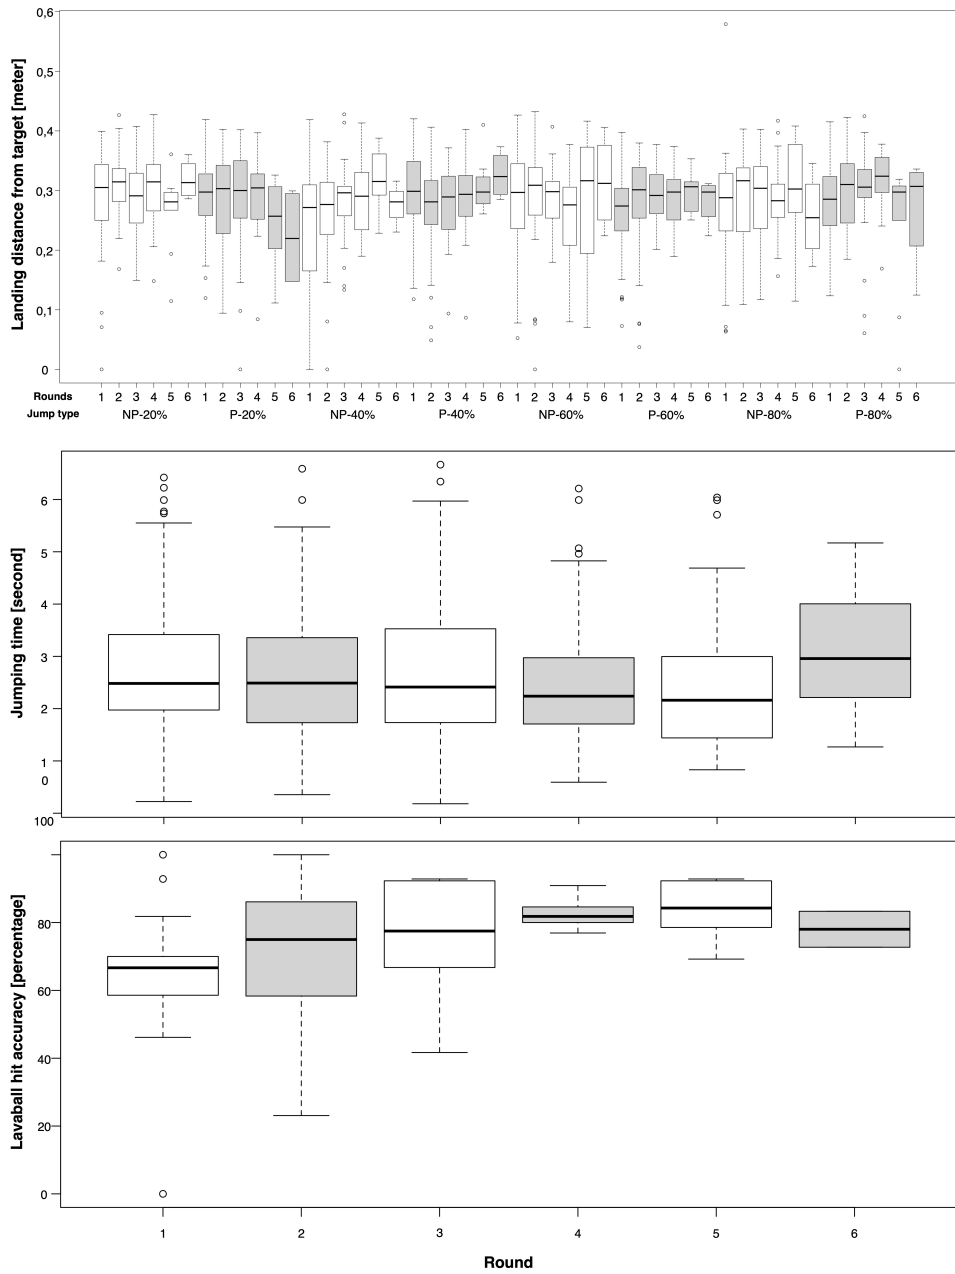 Landing distance from target [meter]
0,6
0,5
0,4
0,3
0,2
0,1
0
Rounds 1 2 3 4 5 6 1 2 3 4 5 6 1 2 3 4 5 6 1 2 3 4 5 6 1 2 3 4 5 6 1 2 3 4 5 6 1 2 3 4 5 6 1 2 3 4 5 6
Jump type NP-20% P-20% NP-40% P-40% NP-60% P-60% NP-80% P-80%
Jumping time [second]
6
5
4
3
2
1
0
100
Lavaball hit accuracy [percentage]
80
60
40
20
0
1 2 3 4 5 6
Round